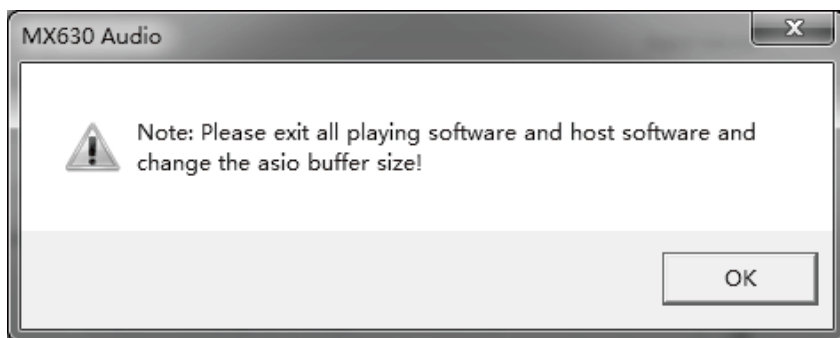 MX630 Audio
x
Note: Please exit all playing software and host software and
change the asio buffer size!
OK